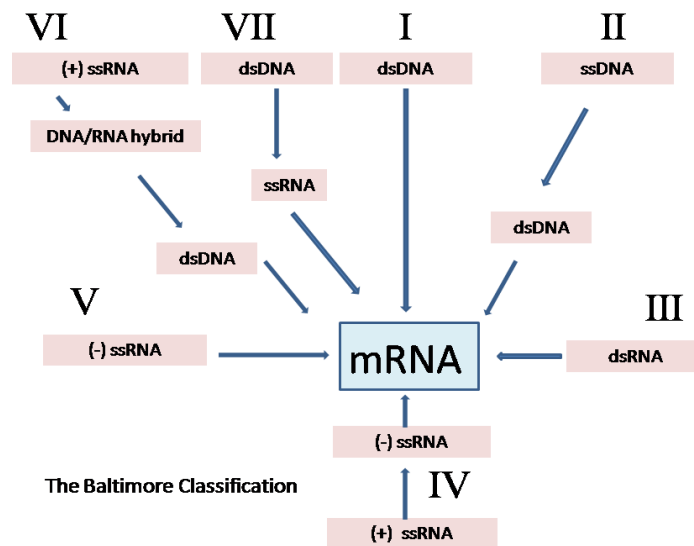 VI
VII
I
II
(+) ssRNA
dsDNA
dsDNA
ssDNA
DNA/RNA hybrid
ssRNA
dsDNA
dsDNA
V
III
(-) ssRNA
mRNA
dsRNA
(-) ssRNA
The Baltimore Classification
IV
(+) ssRNA